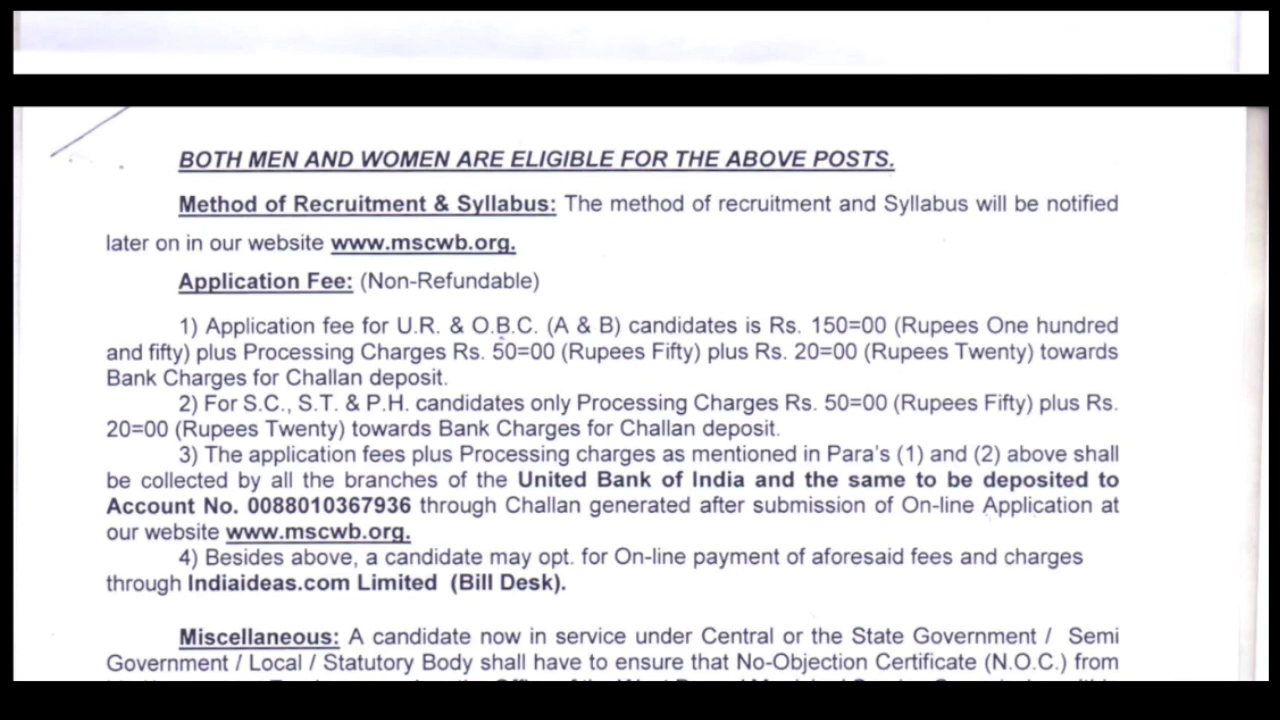 BOTH MEN AND WOMEN ARE ELIGIBLE FOR THE ABOVE POSTS.
Method of Recruitment & Syllabus: The method of recruitment and Syllabus will be notified
later on in our website www.mscwb.org.
Application Fee: (Non-Refundable)
1) Application fee for U.R. & O.B.C. (A & B) candidates is Rs. 150=00 (Rupees One hundred
and fifty) plus Processing Charges Rs. 50=00 (Rupees Fifty) plus Rs. 20=00 (Rupees Twenty) towards
Bank Charges for Challan deposit.
2) For S.C., S.T. & P.H. candidates only Processing Charges Rs. 50=00 (Rupees Fifty) plus Rs.
20=00 (Rupees Twenty) towards Bank Charges for Challan deposit.
3) The application fees plus Processing charges as mentioned in Para's (1) and (2) above shall
be collected by all the branches of the United Bank of India and the same to be deposited to
Account No. 0088010367936 through Challan generated after submission of On-line Application at
our website www.mscwb.org.
4) Besides above, a candidate may opt. for On-line payment of aforesaid fees and charges
through Indiaideas.com Limited (Bill Desk).
Miscellaneous: A candidate now in service under Central or the State Government / Semi
Government / Local / Statutory Body shall have to ensure that No-Objection Certificate (N.O.C.) from